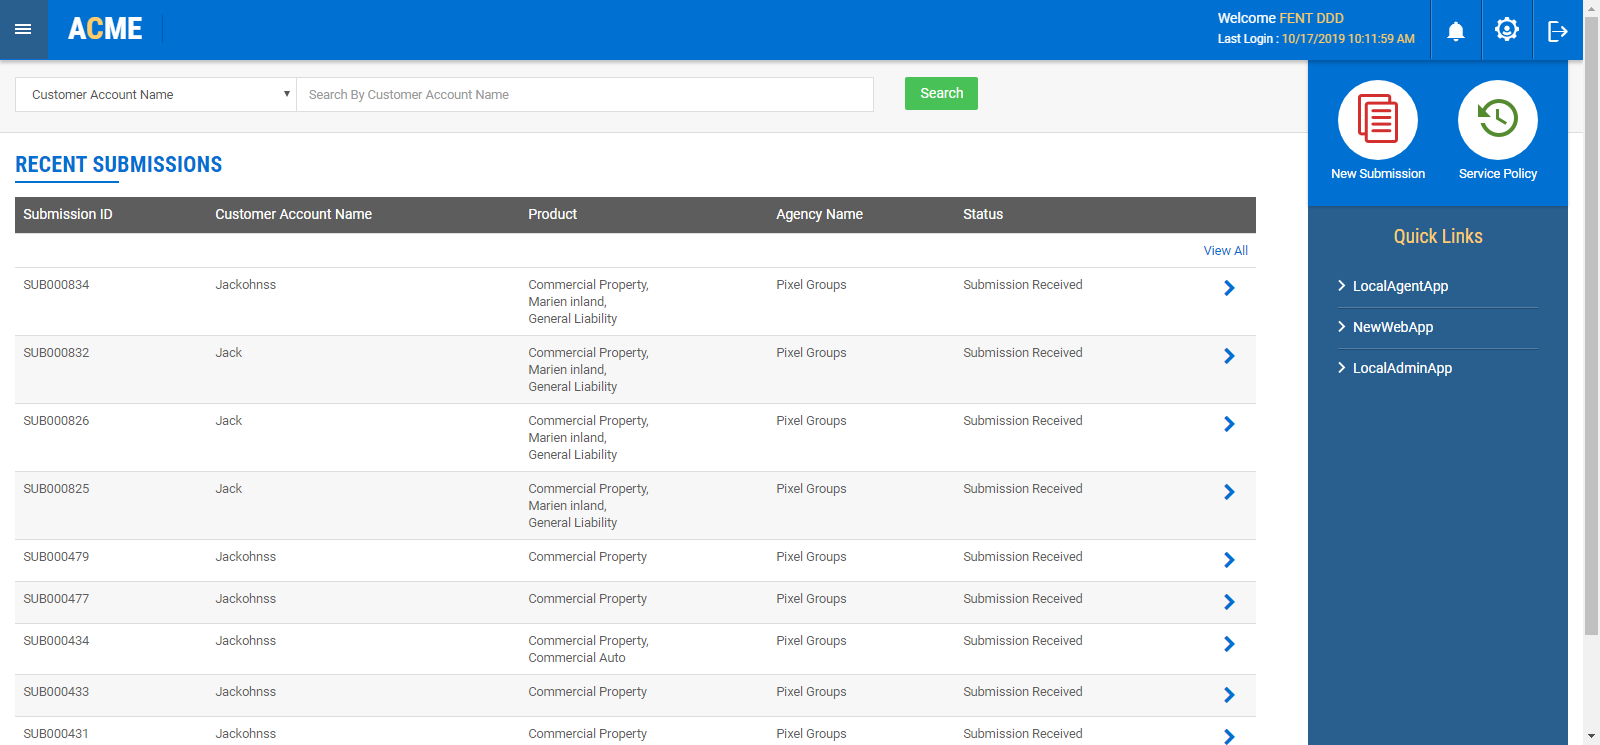 ACME
Welcome FENT DDD
Last Login : 10/17/2019 10:11:59 AM
Customer Account Name
Search By Customer Account Name
Search
New Submission
Service Policy
RECENT SUBMISSIONS
Submission ID Customer Account Name Product Agency Name Status
View All
SUB000834 Jackohnss Commercial Property, Pixel Groups Submission Received
Marien inland,
General Liability
SUB000832 Jack Commercial Property, Pixel Groups Submission Received
Marien inland,
General Liability
SUB000826 Jack Commercial Property, Pixel Groups Submission Received
Marien inland,
General Liability
SUB000825 Jack Commercial Property, Pixel Groups Submission Received
Marien inland,
General Liability
SUB000479 Jackohnss Commercial Property Pixel Groups Submission Received
SUB000477 Jackohnss Commercial Property Pixel Groups Submission Received
SUB000434 Jackohnss Commercial Property, Pixel Groups Submission Received
Commercial Auto
SUB000433 Jackohnss Commercial Property Pixel Groups Submission Received
SUB000431 Jackohnss Commercial Property Pixel Groups Submission Received
Quick Links
LocalAgentApp
NewWebApp
LocalAdminApp